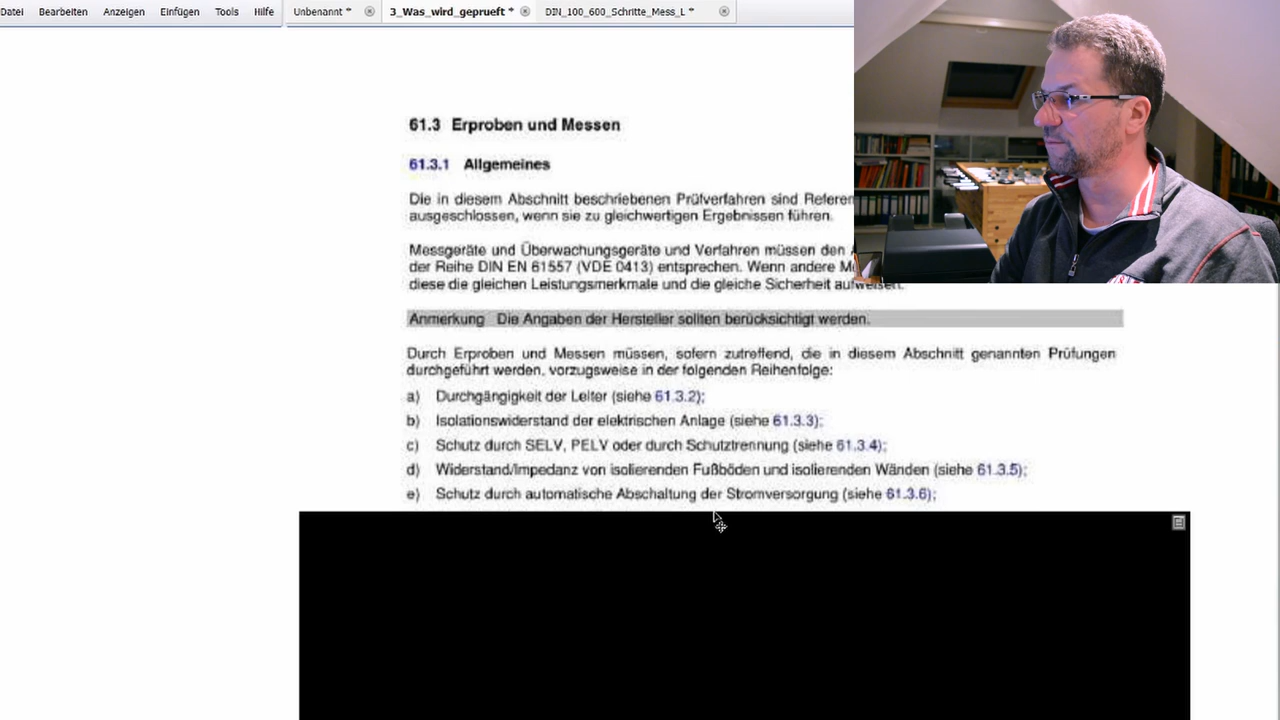 Datei Bearbeiten Anzeigen Einfügen Tools Hilfe
Unbenannt * 3_Was_wird_geprueft * DIN_100_600_Schritte_Mess_L *
61.3 Erproben und Messen
61.3.1 Allgemeines
Die in diesem Abschnitt beschriebenen Prüfverfahren sind
ausgeschlossen, wenn sie zu gleichwertigen Ergebnissen führen.
Messgeräte und Überwachungsgeräte und Verfahren müssen den
der Reihe DIN EN 61557 (VDE 0413) entsprechen. Wenn andere
diese die gleichen Leistungsmerkmale und die gleiche Sicherheit aufweisen.
Anmerkung Die Angaben der Hersteller sollten berücksichtigt werden.
Durch Erproben und Messen müssen, sofern zutreffend, die in diesem Abschnitt genannten Prüfungen
durchgeführt werden, vorzugsweise in der folgenden Reihenfolge:
a) Durchgängigkeit der Leiter (siehe 61.3.2);
b) Isolationswiderstand der elektrischen Anlage (siehe 61.3.3);
c) Schutz durch SELV, PELV oder durch Schutztrennung (siehe 61.3.4);
d) Widerstand/Impedanz von isolierenden Fußböden und isolierenden Wänden (siehe 61.3.5);
e) Schutz durch automatische Abschaltung der Stromversorgung (siehe 61.3.6);